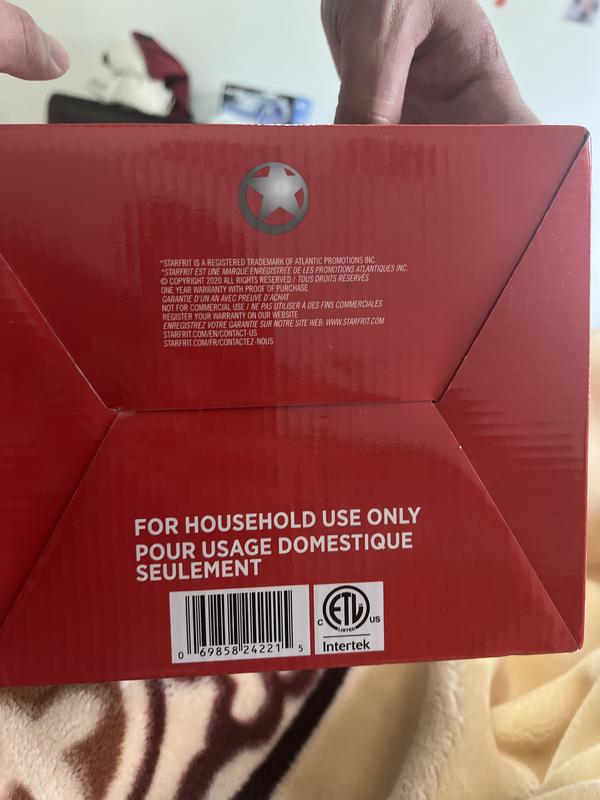 *STARFRIT IS A REGISTERED TRADEMARK OF ATLANTIC PROMOTIONS INC.
*STARFRIT EST UNE MARQUE ENREGISTRÉE DE LES PROMOTIONS ATLANTIQUES INC.
© COPYRIGHT 2020 ALL RIGHTS RESERVED / TOUS DROITS RÉSERVÉS
ONE YEAR WARRANTY WITH PROOF OF PURCHASE
GARANTIE D'UN AN AVEC PREUVE D'ACHAT
NOT FOR COMMERCIAL USE / NE PAS UTILISER À DES FINS COMMERCIALES
REGISTER YOUR WARRANTY ON OUR WEBSITE
ENREGISTREZ VOTRE GARANTIE SUR NOTRE SITE WEB: WWW.STARFRIT.COM
STARFRIT.COM/EN/CONTACT-US
STARFRIT.COM/FR/CONTACTEZ-NOUS
FOR HOUSEHOLD USE ONLY
POUR USAGE DOMESTIQUE
SEULEMENT
0 69858 24221 5
C ETL US
LISTED
Intertek